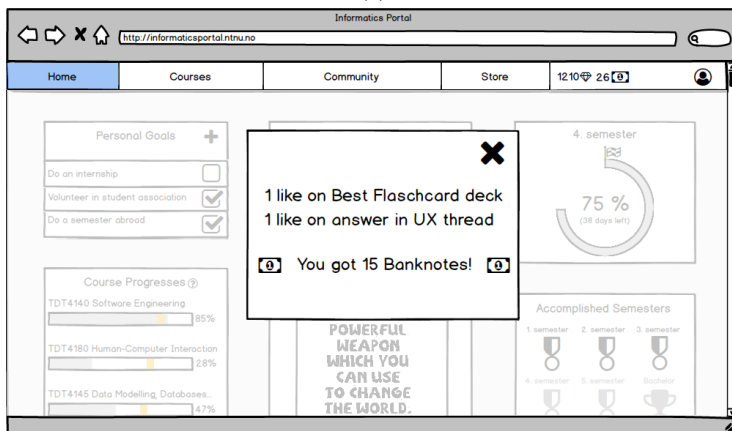 Informatics Portal
http://informaticsportal.ntnu.no
Home Courses Community Store 1210 26
Personal Goals
Do an internship
Volunteer in student association
Do a semester abroad
1 like on Best Flaschcard deck
1 like on answer in UX thread
You got 15 Banknotes!
4. semester
75 %
(38 days left)
Course Progresses
TDT4140 Software Engineering
85%
TDT4180 Human-Computer Interaction
28%
TDT4145 Data Modelling, Databases...
47%
POWERFUL
WEAPON
WHICH YOU
CAN USE
TO CHANGE
THE WORLD.
Accomplished Semesters
1. semester 2. semester 3. semester
4. semester 5. semester Bachelor